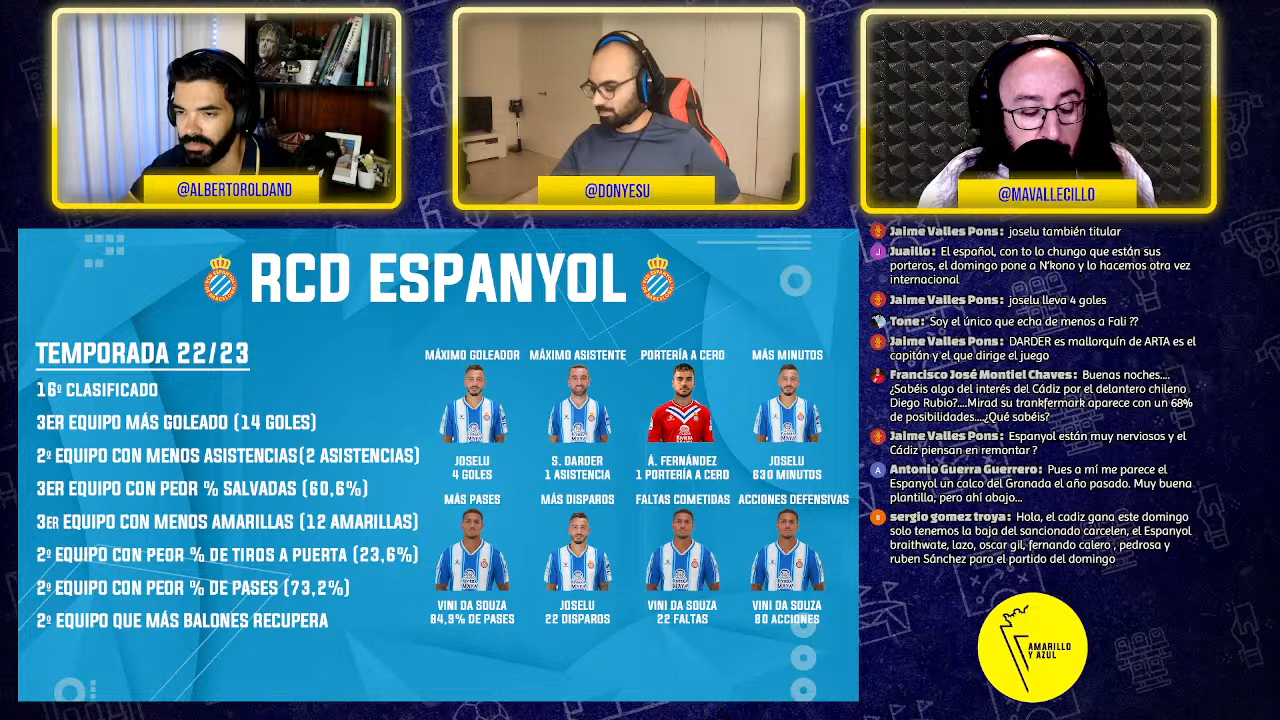 @ALBERTOROLDAND
@DONYESU
@MAVALLECILLO
RCD ESPANYOL
TEMPORADA 22/23
16º CLASIFICADO
3ER EQUIPO MÁS GOLEADO (14 GOLES)
2º EQUIPO CON MENOS ASISTENCIAS(2 ASISTENCIAS)
3ER EQUIPO CON PEOR % SALVADAS (60,6%)
3ER EQUIPO CON MENOS AMARILLAS (12 AMARILLAS)
2º EQUIPO CON PEOR % DE TIROS A PUERTA (23,6%)
2º EQUIPO CON PEOR % DE PASES (73,2%)
2º EQUIPO QUE MÁS BALONES RECUPERA
MÁXIMO GOLEADOR
JOSELU
4 GOLES
MÁXIMO ASISTENTE
S. DARDER
1 ASISTENCIA
PORTERÍA A CERO
Á. FERNÁNDEZ
1 PORTERÍA A CERO
MÁS MINUTOS
JOSELU
630 MINUTOS
MÁS PASES
VINI DA SOUZA
84,9% DE PASES
MÁS DISPAROS
JOSELU
22 DISPAROS
FALTAS COMETIDAS
VINI DA SOUZA
22 FALTAS
ACCIONES DEFENSIVAS
VINI DA SOUZA
80 ACCIONES
Jaime Valles Pons : joselu también titular
Juaillo : El español, con to lo chungo que están sus
porteros, el domingo pone a N'kono y lo hacemos otra vez
internacional
Jaime Valles Pons : joselu lleva 4 goles
Tone : Soy el único que echa de menos a Fali ??
Jaime Valles Pons : DARDER es mallorquín de ARTA es el
capitán y el que dirige el juego
Francisco José Montiel Chaves : Buenas noches....
¿Sabéis algo del interés del Cádiz por el delantero chileno
Diego Rubio?....Mirad su trankfermark aparece con un 68%
de posibilidades....¿Qué sabéis?
Jaime Valles Pons : Espanyol están muy nerviosos y el
Cádiz piensan en remontar ?
Antonio Guerra Guerrero : Pues a mí me parece el
Espanyol un calco del Granada el año pasado. Muy buena
plantilla, pero ahi abajo...
sergio gomez troya : Hola, el cadiz gana este domingo
solo tenemos la baja del sancionado carcelen, el Espanyol
braithwate, lazo, oscar gil, fernando calero , pedrosa y
ruben Sánchez para el partido del domingo
AMARILLO
Y AZUL